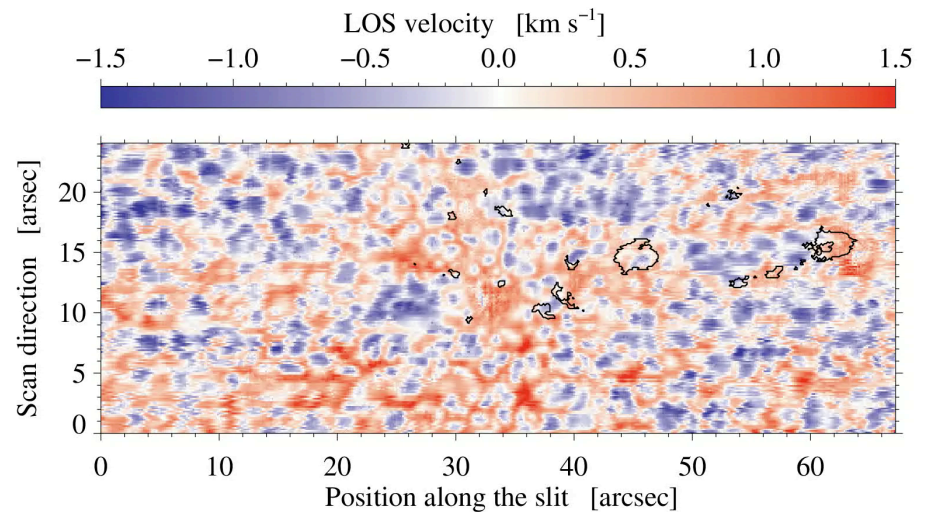 LOS velocity [km s⁻¹]
−1.5 −1.0 −0.5 0.0 0.5 1.0 1.5
Scan direction [arcsec]
20
15
10
5
0
0 10 20 30 40 50 60
Position along the slit [arcsec]